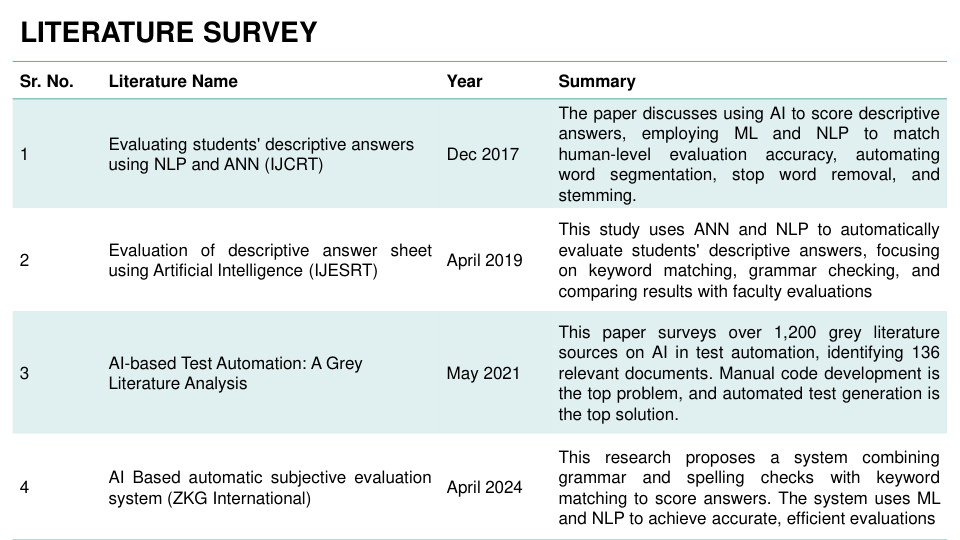 LITERATURE SURVEY
Sr. No. Literature Name Year Summary
1
Evaluating students' descriptive answers
using NLP and ANN (IJCRT)
Dec 2017
The paper discusses using AI to score descriptive
answers, employing ML and NLP to match
human-level evaluation accuracy, automating
word segmentation, stop word removal, and
stemming.
2
Evaluation of descriptive answer sheet
using Artificial Intelligence (IJESRT)
April 2019
This study uses ANN and NLP to automatically
evaluate students' descriptive answers, focusing
on keyword matching, grammar checking, and
comparing results with faculty evaluations
3
AI-based Test Automation: A Grey
Literature Analysis
May 2021
This paper surveys over 1,200 grey literature
sources on AI in test automation, identifying 136
relevant documents. Manual code development is
the top problem, and automated test generation is
the top solution.
4
AI Based automatic subjective evaluation
system (ZKG International)
April 2024
This research proposes a system combining
grammar and spelling checks with keyword
matching to score answers. The system uses ML
and NLP to achieve accurate, efficient evaluations